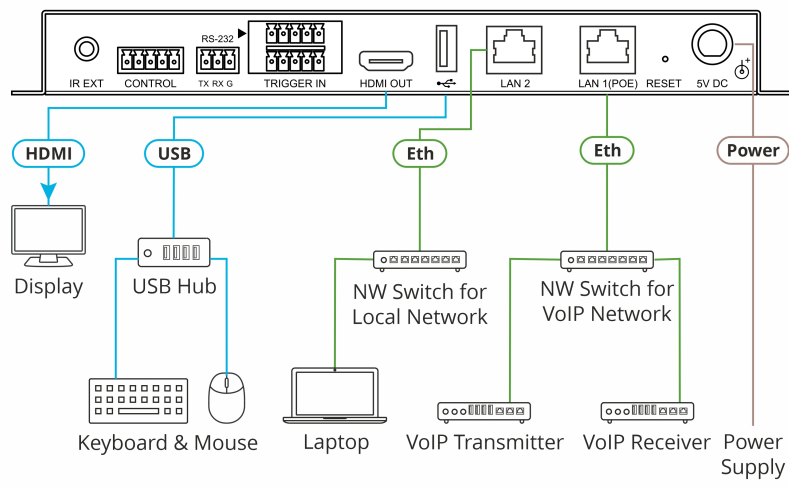 RS-232
IR EXT
CONTROL
TX RX G
TRIGGER IN
HDMI OUT
LAN 2
LAN 1(POE)
RESET
5V DC
+
HDMI
USB
Eth
Eth
Power
Display
USB Hub
NW Switch for
Local Network
NW Switch for
VoIP Network
Keyboard & Mouse
Laptop
VoIP Transmitter
VoIP Receiver
Power
Supply